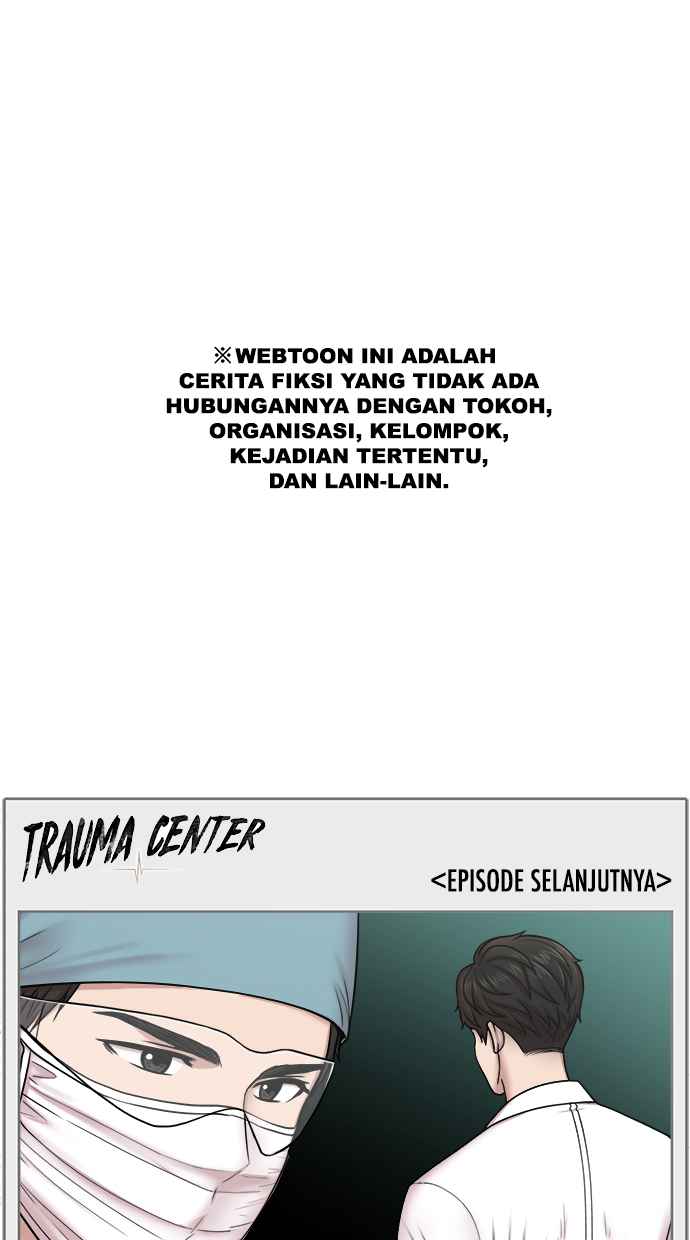 ※WEBTOON INI ADALAH
CERITA FIKSI YANG TIDAK ADA
HUBUNGANNYA DENGAN TOKOH,
ORGANISASI, KELOMPOK,
KEJADIAN TERTENTU,
DAN LAIN-LAIN.
TRAUMA CENTER
<EPISODE SELANJUTNYA>